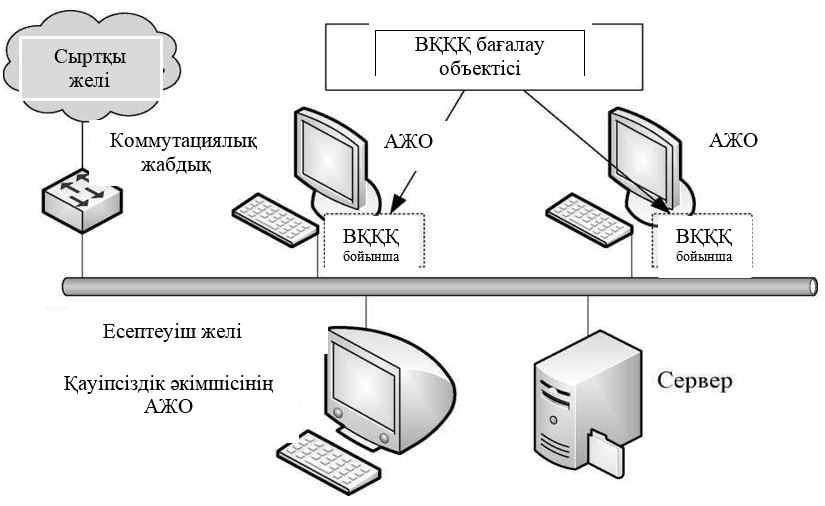 Сыртқы
желі
ВҚҚҚ бағалау
объектісі
Коммутациялық
жабдық
АЖО
АЖО
ВҚҚҚ
бойынша
ВҚҚҚ
бойынша
Есептеуіш желі
Қауіпсіздік әкімшісінің
АЖО
Сервер